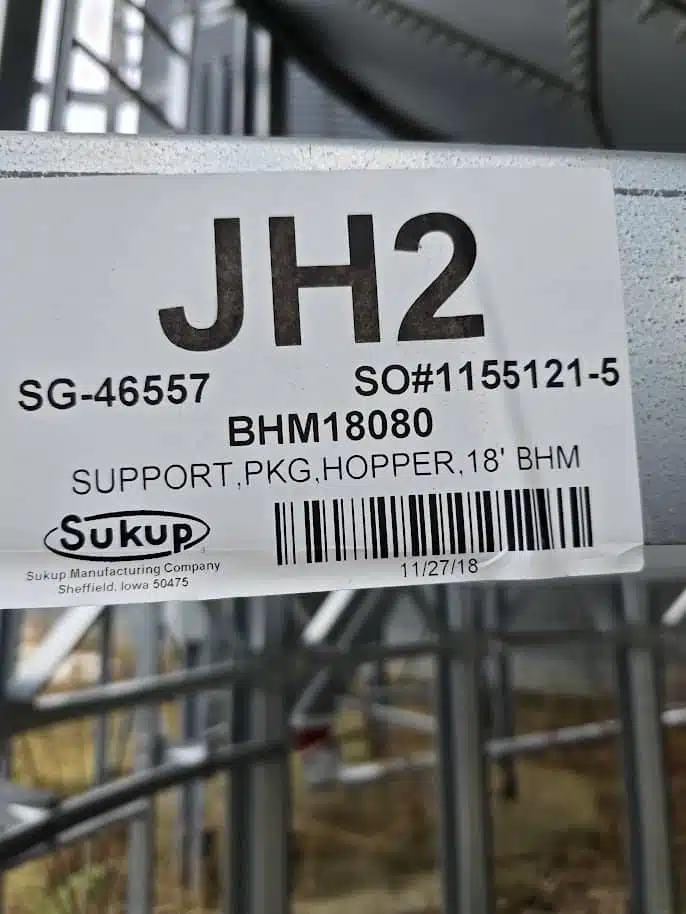 JH2
SG-46557 SO#1155121-5
BHM18080
SUPPORT,PKG,HOPPER,18' BHM
Sukup
Sukup Manufacturing Company
Sheffield, Iowa 50475
11/27/18